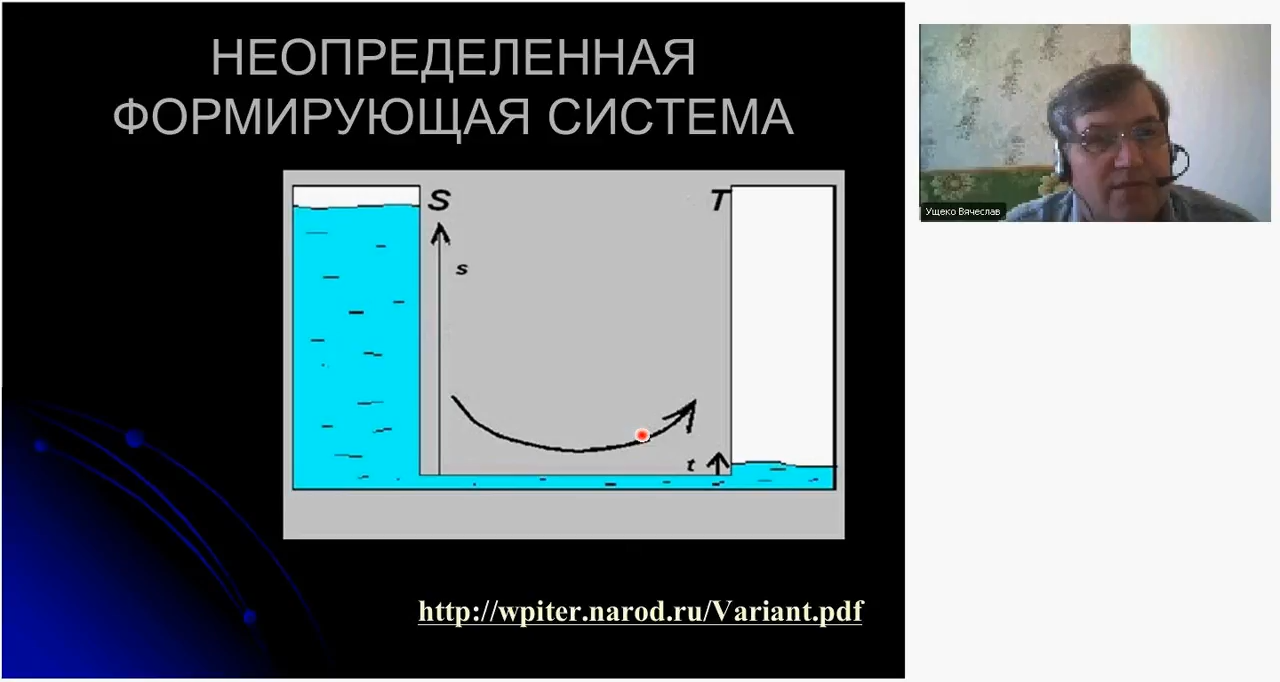 НЕОПРЕДЕЛЕННАЯ
ФОРМИРУЮЩАЯ СИСТЕМА
S
T
s
t
http://wpiter.narod.ru/Variant.pdf
Ущеко Вячеслав